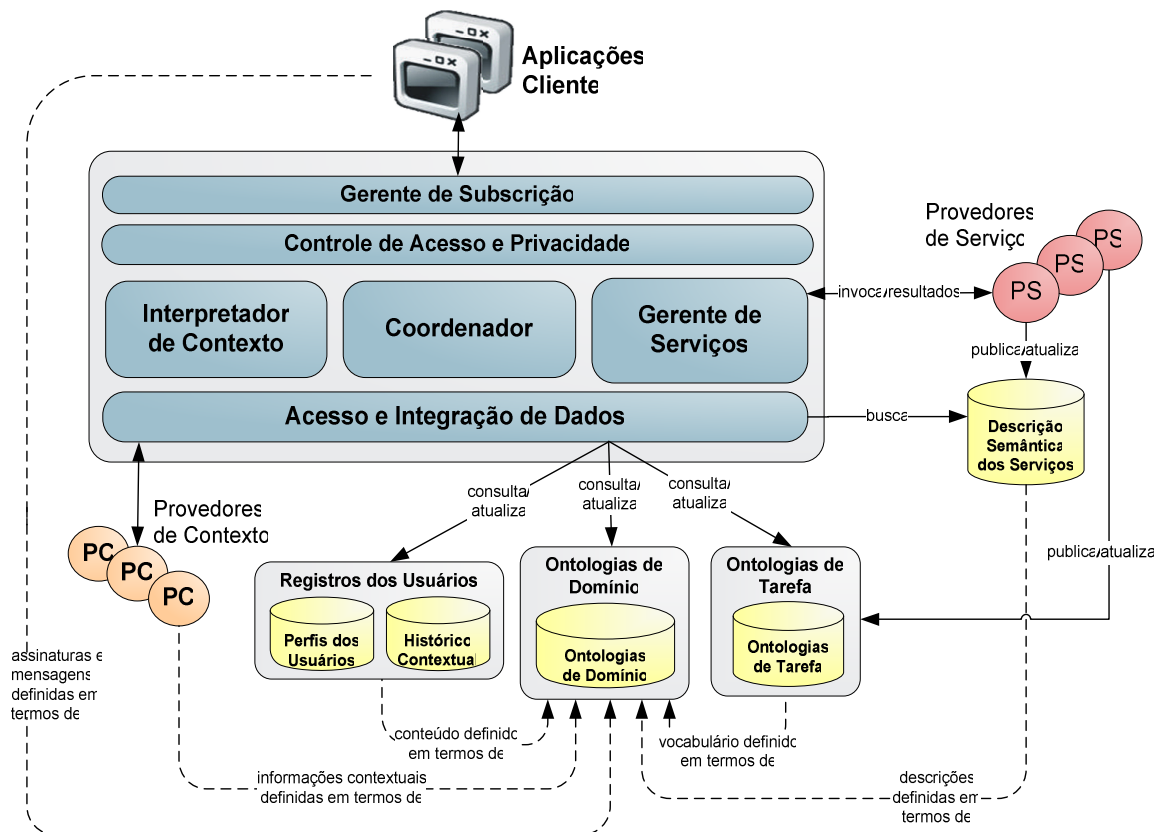 Aplicações
Cliente
Gerente de Subscrição
Controle de Acesso e Privacidade
Interpretador
de Contexto
Coordenador
Gerente de
Serviços
Acesso e Integração de Dados
Provedores
de Serviço
PS
PS
PS
invoca/resultados
publica/atualiza
busca
Descrição
Semântica
dos Serviços
publica/atualiza
Provedores
de Contexto
PC
PC
PC
consulta/
atualiza
consulta/
atualiza
consulta/
atualiza
Registros dos Usuários
Perfis dos
Usuários
Histórico
Contextual
Ontologias de
Domínio
Ontologias
de Domínio
Ontologias de
Tarefa
Ontologias
de Tarefa
assinaturas e
mensagens
definidas em
termos de
conteúdo definido
em termos de
vocabulário definido
em termos de
informações contextuais
definidas em termos de
descrições
definidas em
termos de